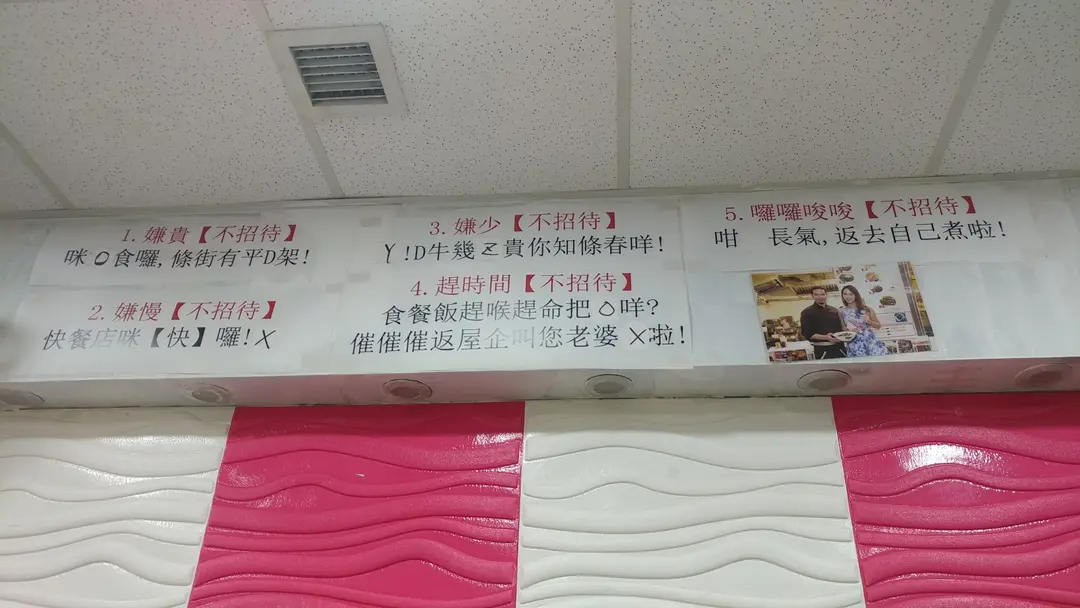 1. 嫌貴【不招待】
咪 O 食囉, 條街有平D架!
2. 嫌慢【不招待】
快餐店咪【快】囉!X
3. 嫌少【不招待】
丫!D牛幾 Z 貴你知條春咩!
4. 趕時間【不招待】
食餐飯趕喉趕命把 O 咩?
催催催返屋企叫您老婆 X 啦!
5. 囉囉唆唆【不招待】
咁 長氣, 返去自己煮啦!